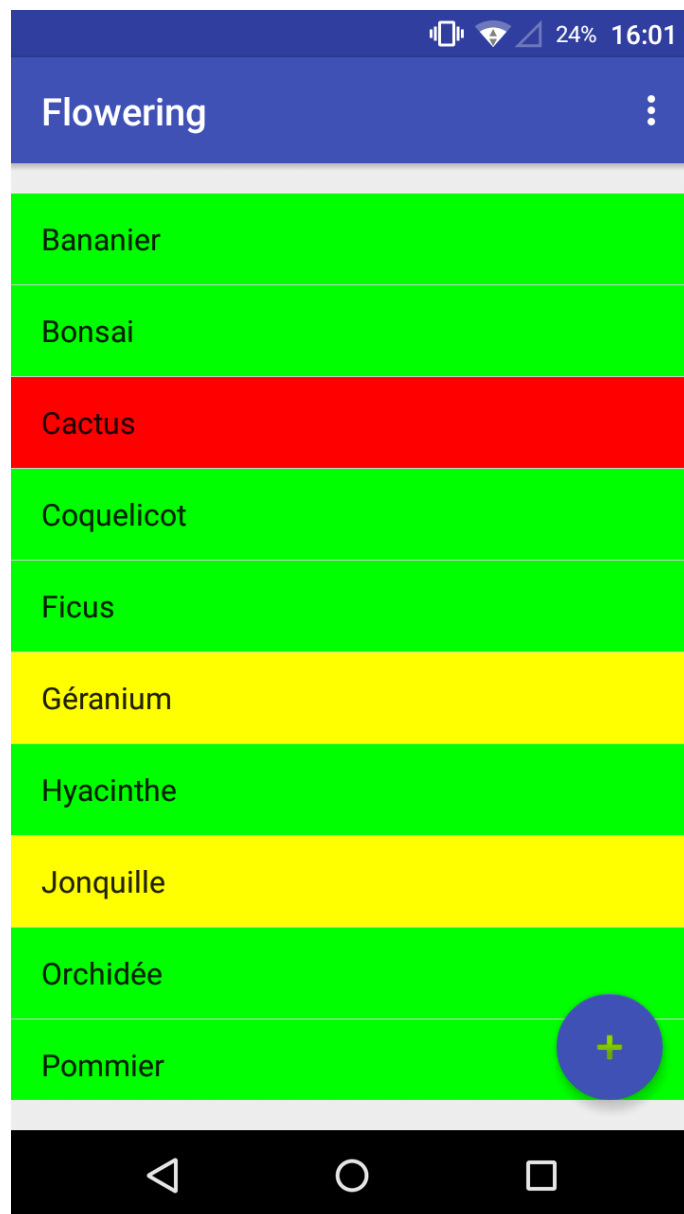 24% 16:01
Flowering
Bananier
Bonsai
Cactus
Coquelicot
Ficus
Géranium
Hyacinthe
Jonquille
Orchidée
Pommier
+